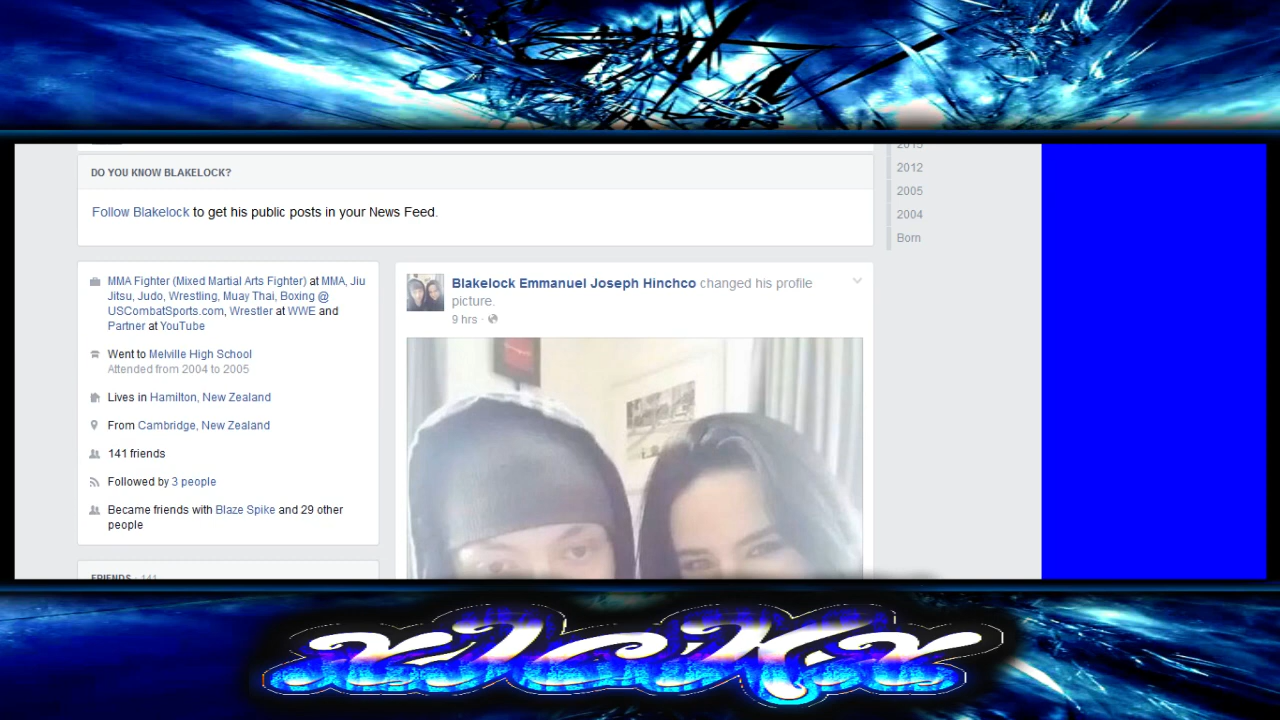 2012
2005
2004
Born
DO YOU KNOW BLAKELOCK?
Follow Blakelock to get his public posts in your News Feed.
MMA Fighter (Mixed Martial Arts Fighter) at MMA, Jiu
Jitsu, Judo, Wrestling, Muay Thai, Boxing @
USCombatSports.com, Wrestler at WWE and
Partner at YouTube
Went to Melville High School
Attended from 2004 to 2005
Lives in Hamilton, New Zealand
From Cambridge, New Zealand
141 friends
Followed by 3 people
Became friends with Blaze Spike and 29 other
people
FRIENDS · 141
Blakelock Emmanuel Joseph Hinchco changed his profile
picture.
9 hrs ·